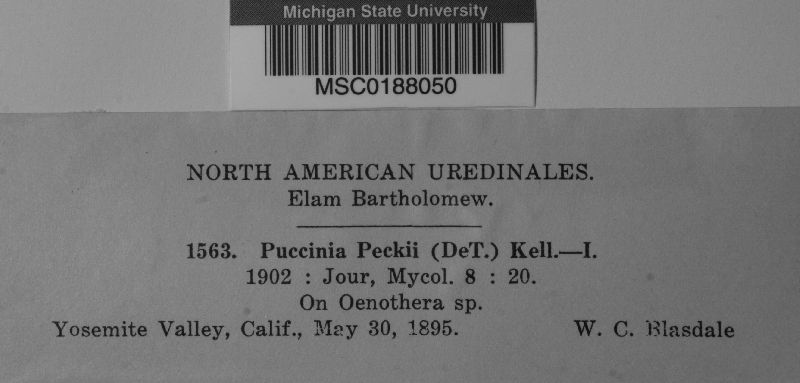 Michigan State University
MSC0188050
NORTH AMERICAN UREDINALES.
Elam Bartholomew.
1563. Puccinia Peckii (DeT.) Kell.—I.
1902 : Jour, Mycol. 8 : 20.
On Oenothera sp.
Yosemite Valley, Calif., May 30, 1895. W. C. Blasdale